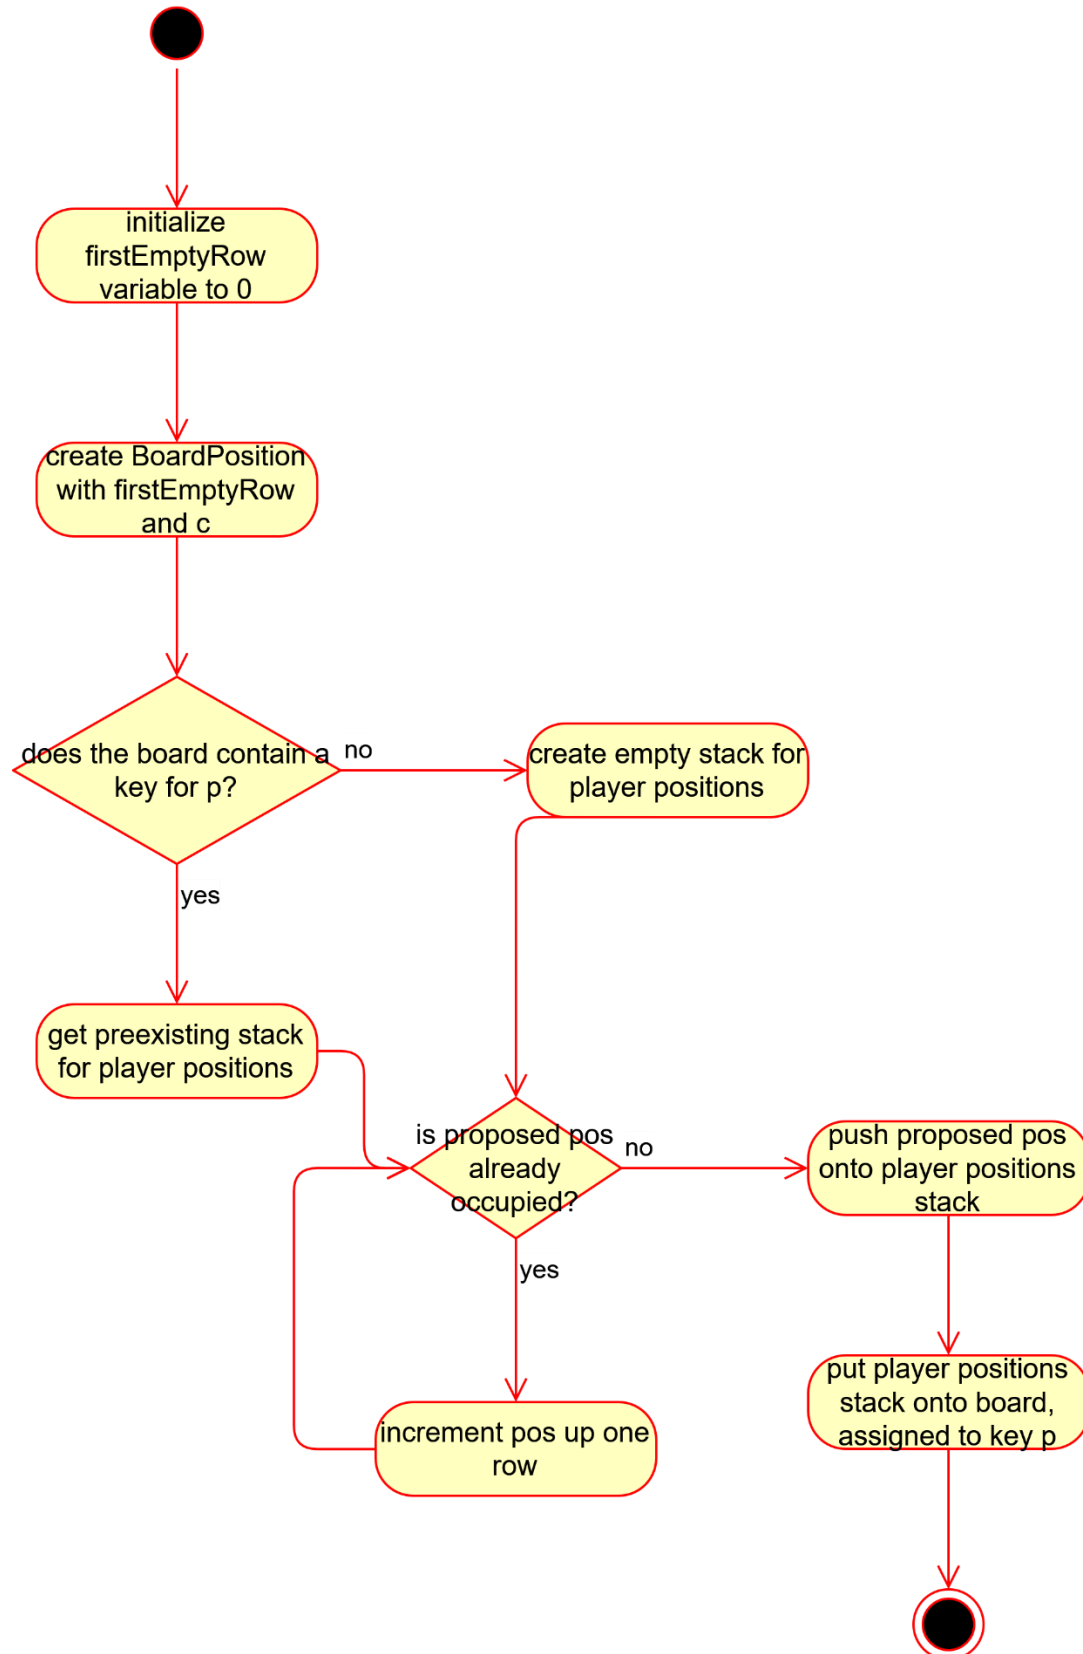 initialize
firstEmptyRow
variable to 0
create BoardPosition
with firstEmptyRow
and c
does the board contain a
key for p?
no
create empty stack for
player positions
yes
get preexisting stack
for player positions
is proposed pos
already
occupied?
no
push proposed pos
onto player positions
stack
yes
increment pos up one
row
put player positions
stack onto board,
assigned to key p